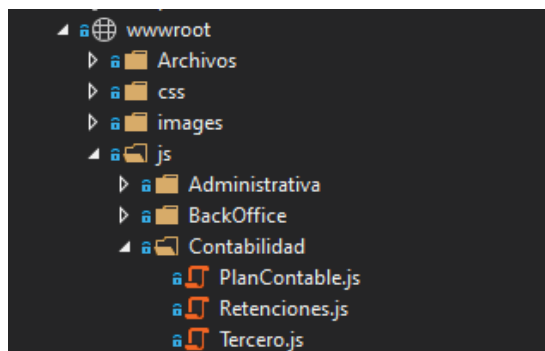 wwwroot
Archivos
css
images
js
Administrativa
BackOffice
Contabilidad
PlanContable.js
Retenciones.js
Tercero.js